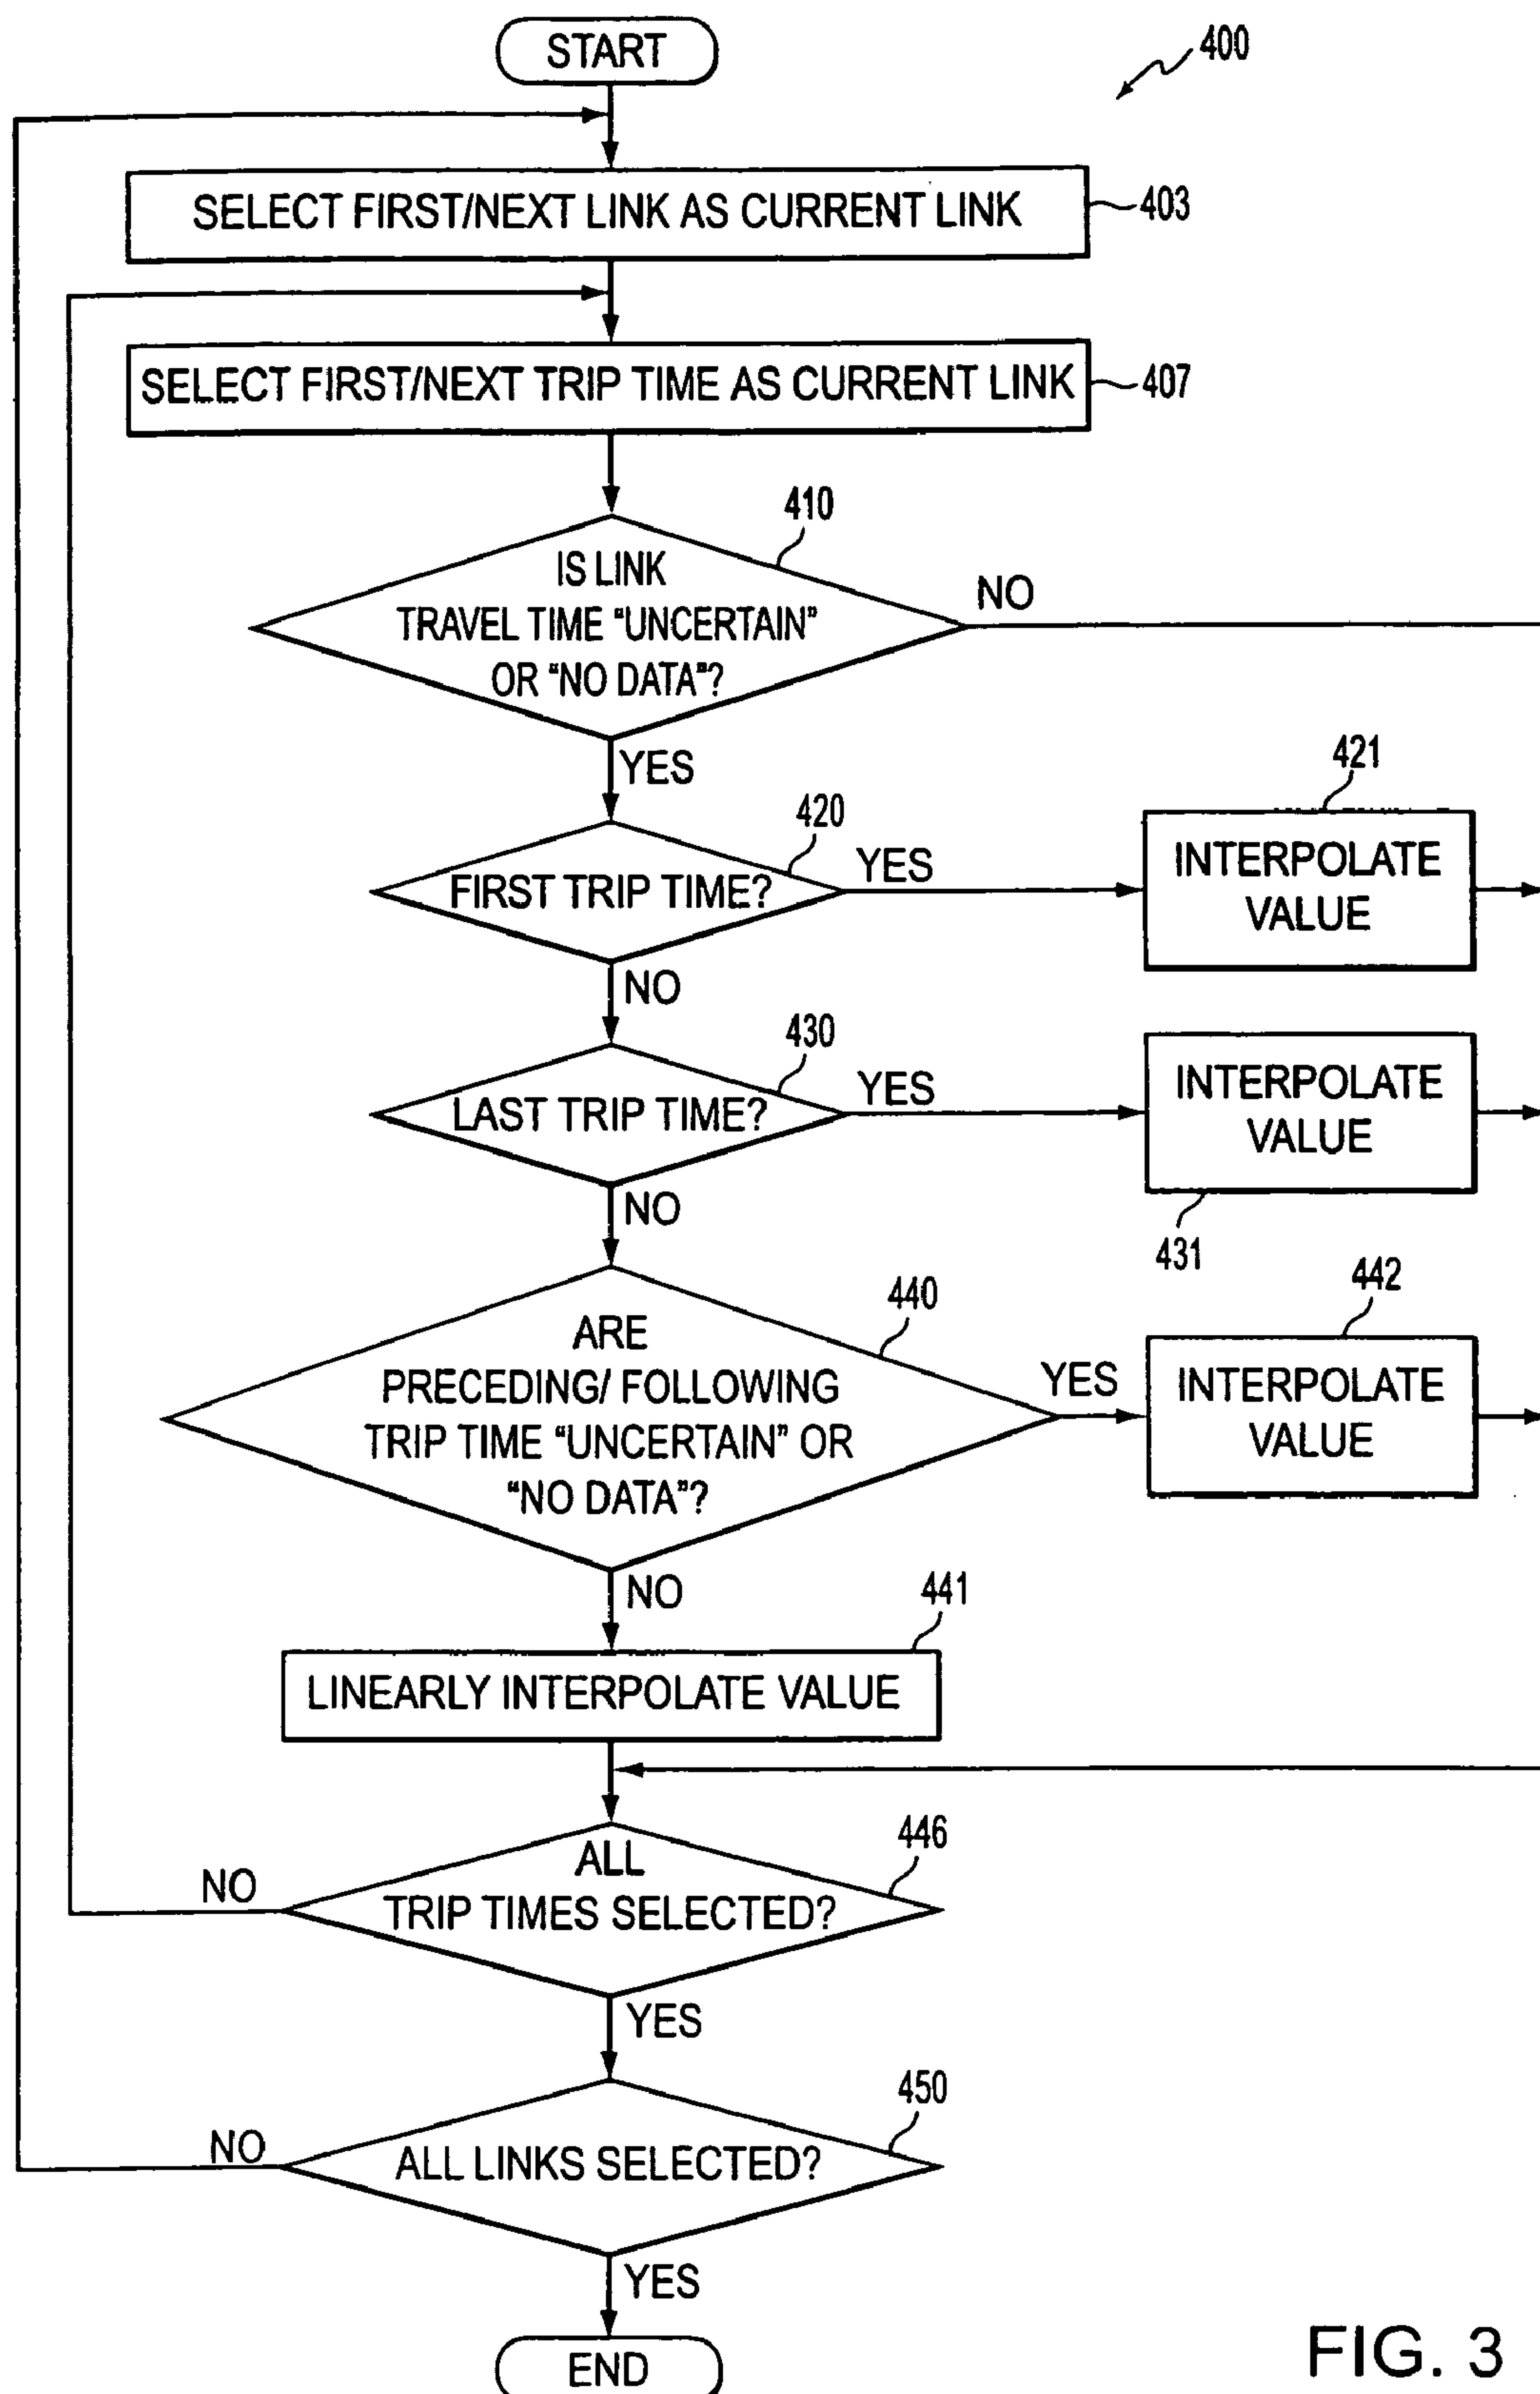 START
400
SELECT FIRST/NEXT LINK AS CURRENT LINK
403
SELECT FIRST/NEXT TRIP TIME AS CURRENT LINK
407
410
IS LINK
TRAVEL TIME “UNCERTAIN”
OR “NO DATA”?
NO
YES
420
FIRST TRIP TIME?
YES
421
INTERPOLATE
VALUE
NO
430
LAST TRIP TIME?
YES
INTERPOLATE
VALUE
431
NO
440
ARE
PRECEDING/ FOLLOWING
TRIP TIME “UNCERTAIN” OR
“NO DATA”?
YES
442
INTERPOLATE
VALUE
NO
441
LINEARLY INTERPOLATE VALUE
446
ALL
TRIP TIMES SELECTED?
NO
YES
450
ALL LINKS SELECTED?
NO
YES
END
FIG. 3